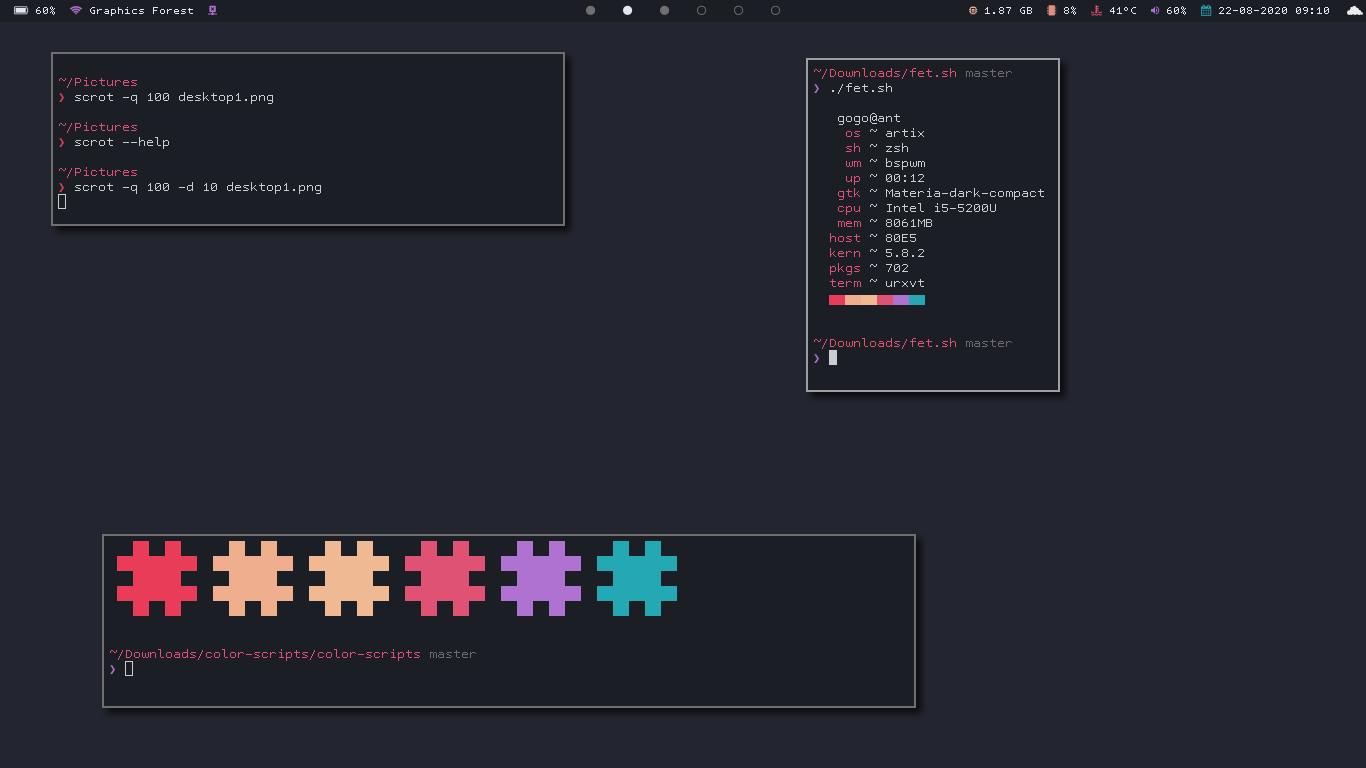 60% Graphics Forest 1.87 GB 8% 41°C 60% 22-08-2020 09:10
~/Pictures
❯ scrot -q 100 desktop1.png
~/Pictures
❯ scrot --help
~/Pictures
❯ scrot -q 100 -d 10 desktop1.png
~/Downloads/fet.sh master
❯ ./fet.sh
gogo@ant
os ~ artix
sh ~ zsh
wm ~ bspwm
up ~ 00:12
gtk ~ Materia-dark-compact
cpu ~ Intel i5-5200U
mem ~ 8061MB
host ~ 80E5
kern ~ 5.8.2
pkgs ~ 702
term ~ urxvt
~/Downloads/fet.sh master
❯
~/Downloads/color-scripts/color-scripts master
❯